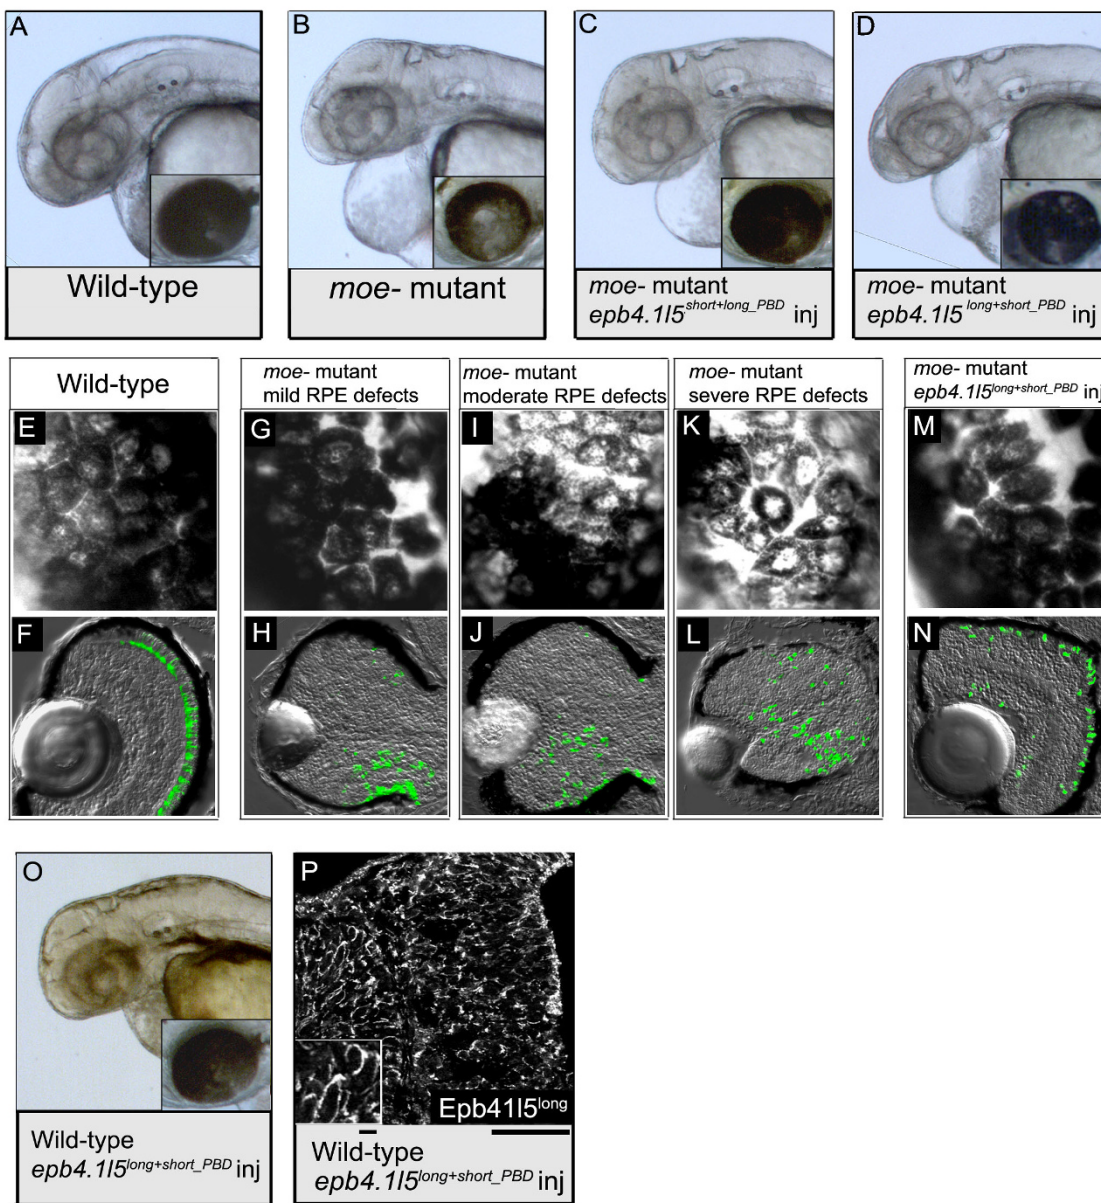 A
B
C
D
Wild-type
moe- mutant
moe- mutant
epb4.1l5short+long_PBD inj
moe- mutant
epb4.1l5long+short_PBD inj
Wild-type
moe- mutant
mild RPE defects
moe- mutant
moderate RPE defects
moe- mutant
severe RPE defects
moe- mutant
epb4.1l5long+short_PBD inj
E
G
I
K
M
F
H
J
L
N
O
P
Epb41l5long
Wild-type
epb4.1l5long+short_PBD inj
Wild-type
epb4.1l5long+short_PBD inj